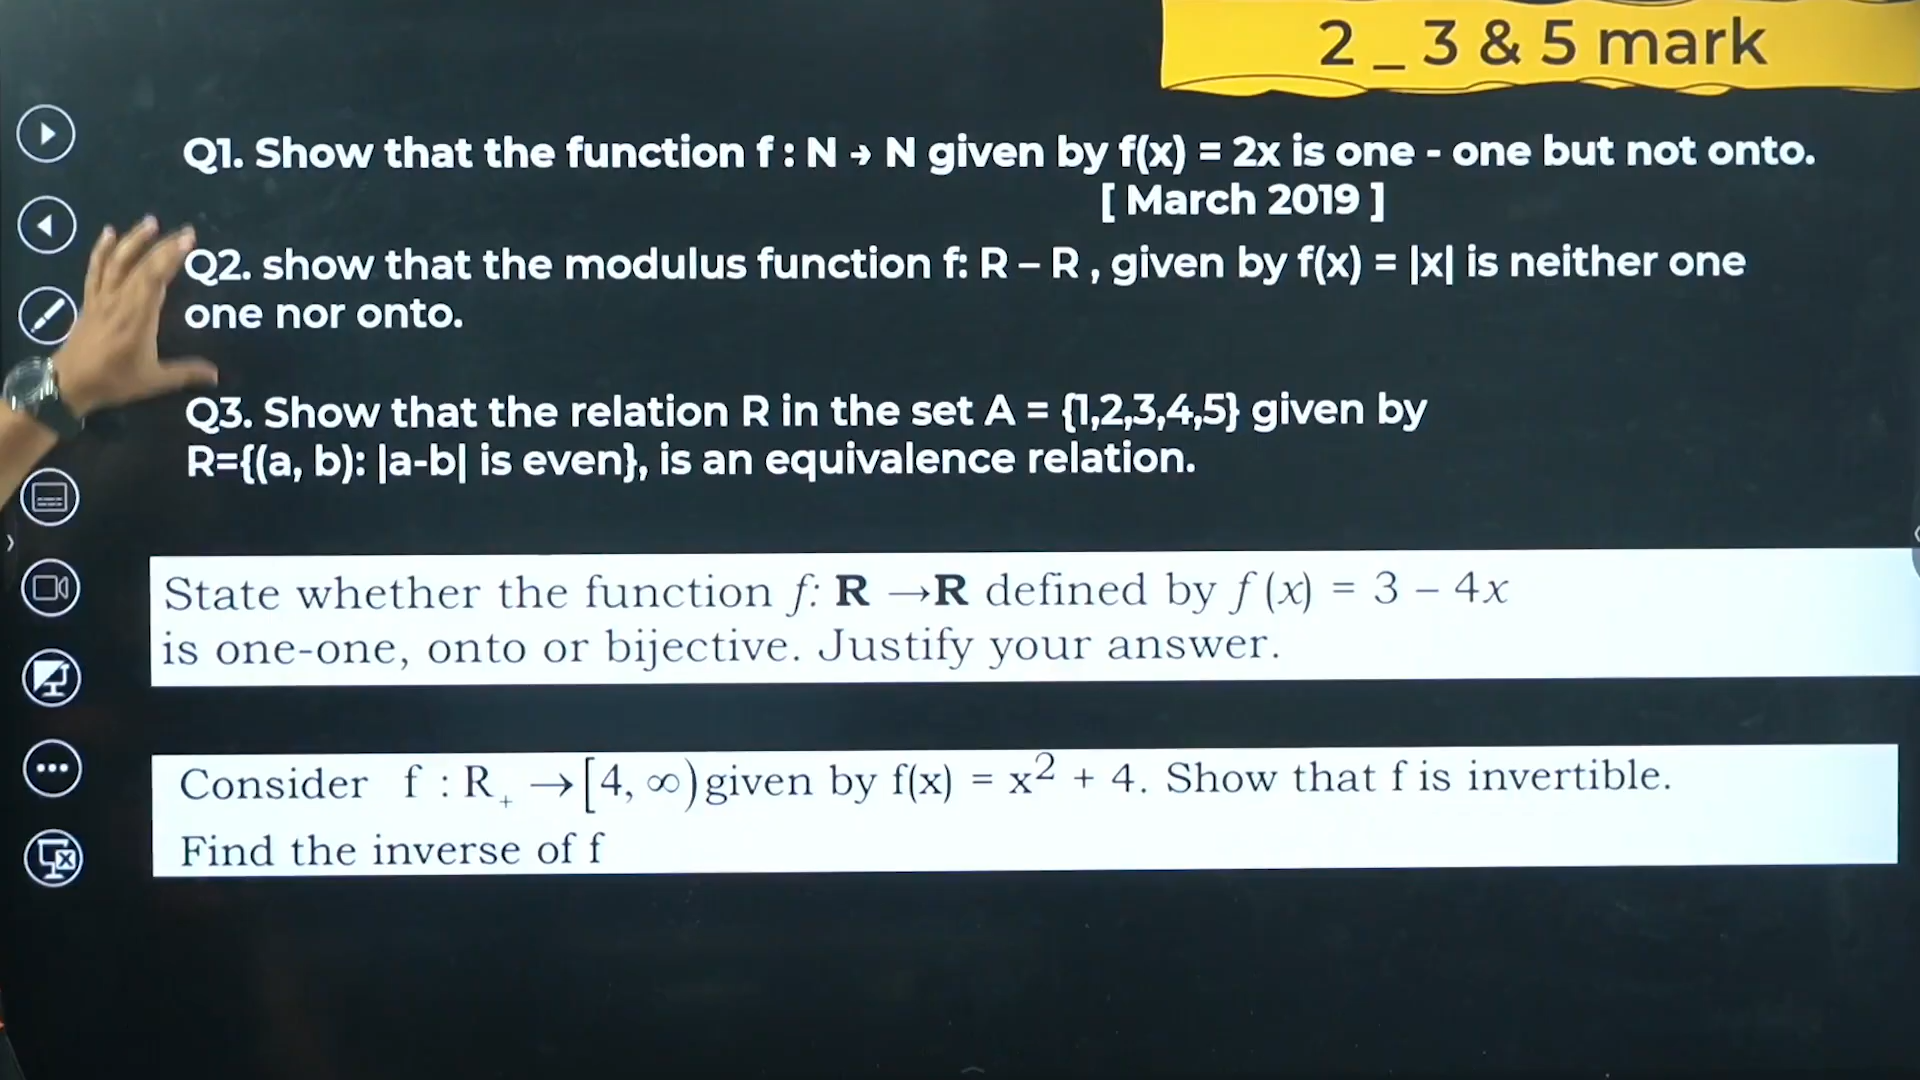 2 _ 3 & 5 mark
Q1. Show that the function f : N → N given by f(x) = 2x is one - one but not onto.
[ March 2019 ]
Q2. show that the modulus function f: R – R , given by f(x) = |x| is neither one
one nor onto.
Q3. Show that the relation R in the set A = {1,2,3,4,5} given by
R={(a, b): |a-b| is even}, is an equivalence relation.
State whether the function f: R →R defined by f (x) = 3 – 4x
is one-one, onto or bijective. Justify your answer.
Consider f : R₊ →[4, ∞) given by f(x) = x² + 4. Show that f is invertible.
Find the inverse of f